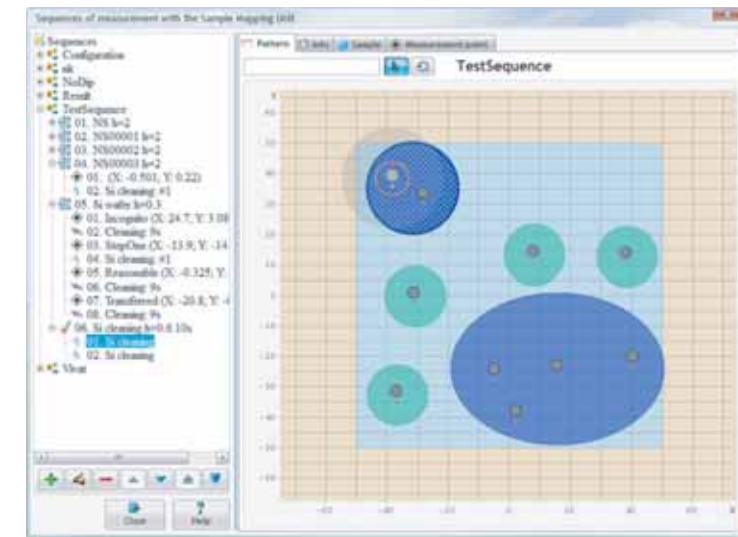 Sequences of measurement with the Sample Mapping Unit
Pattern Info Sample Measurement point
TestSequence
Sequences
Configuration
nk
NoDip
Result
TestSequence
01. NS h=2
02. NS00001 h=2
03. NS00002 h=2
04. NS00003 h=2
01. (X: -0.501, Y: 0.22)
02. Si cleaning #1
05. Si wafer h=0.3
01. Incognito (X: 24.7, Y: 3.08
02. Cleaning 9s
03. StepOne (X: -13.9, Y: -14
04. Si cleaning #1
05. Reasonable (X: -0.325, Y:
06. Cleaning 9s
07. Transferred (X: -20.8, Y: -
08. Cleaning 9s
06. Si cleaning h=0.6 10s
01. Si cleaning
02. Si cleaning
Close Help